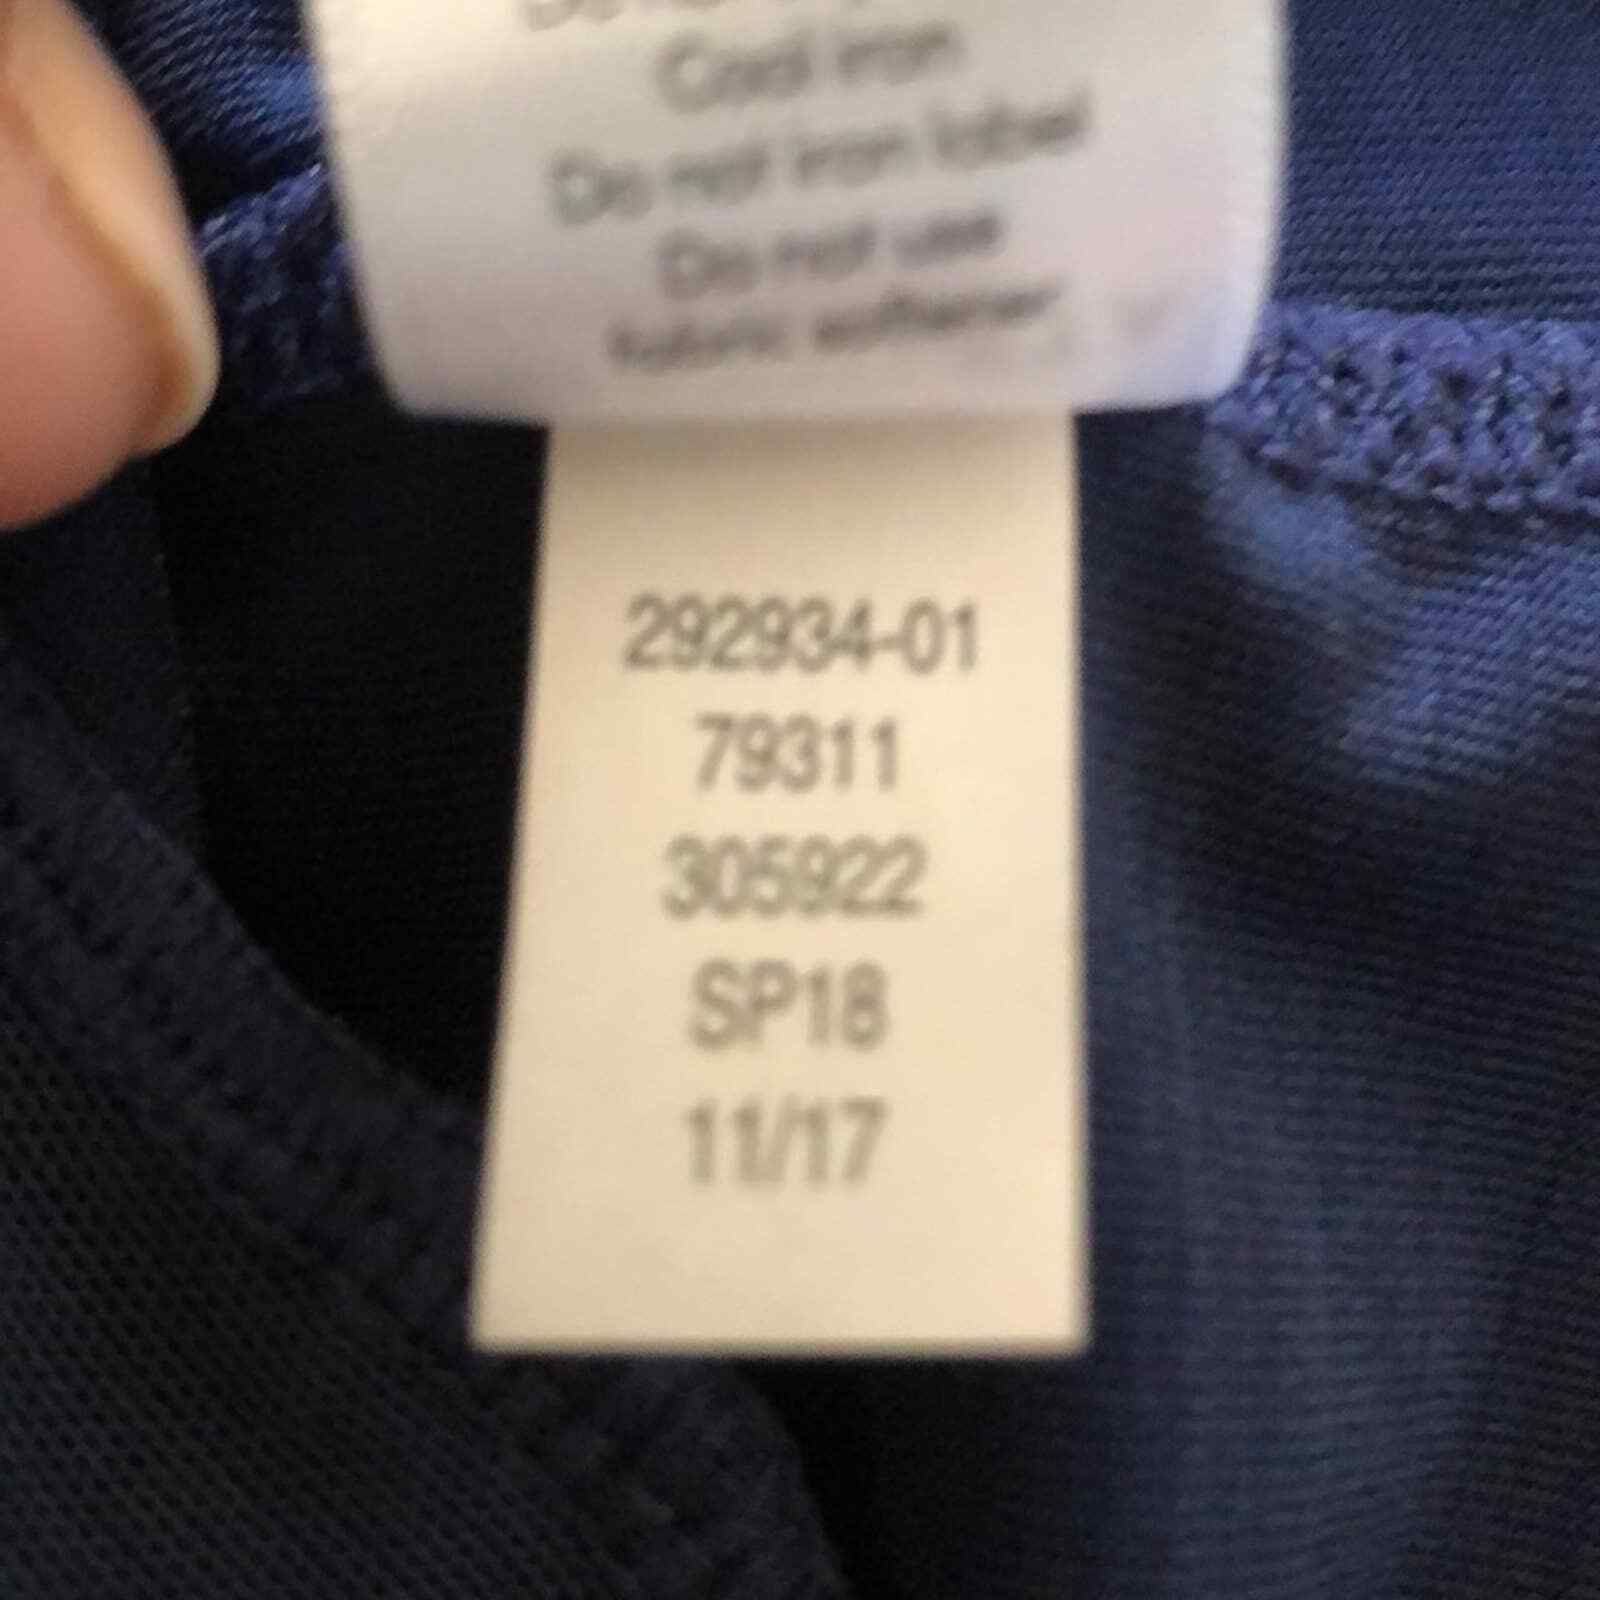 Cool iron
Do not iron label
Do not use
fabric softener
292934-01
79311
305922
SP18
11/17